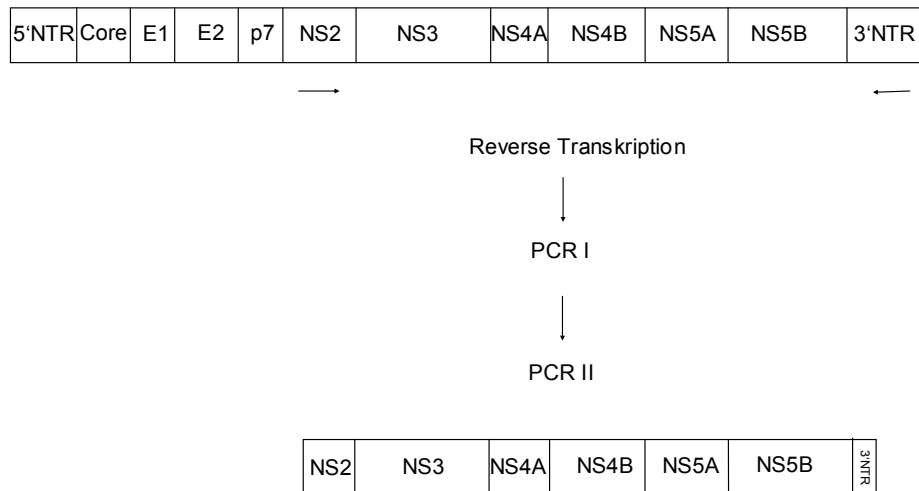 5‘NTR Core E1 E2 p7 NS2 NS3 NS4A NS4B NS5A NS5B 3‘NTR
Reverse Transkription
PCR I
PCR II
NS2 NS3 NS4A NS4B NS5A NS5B 3‘NTR